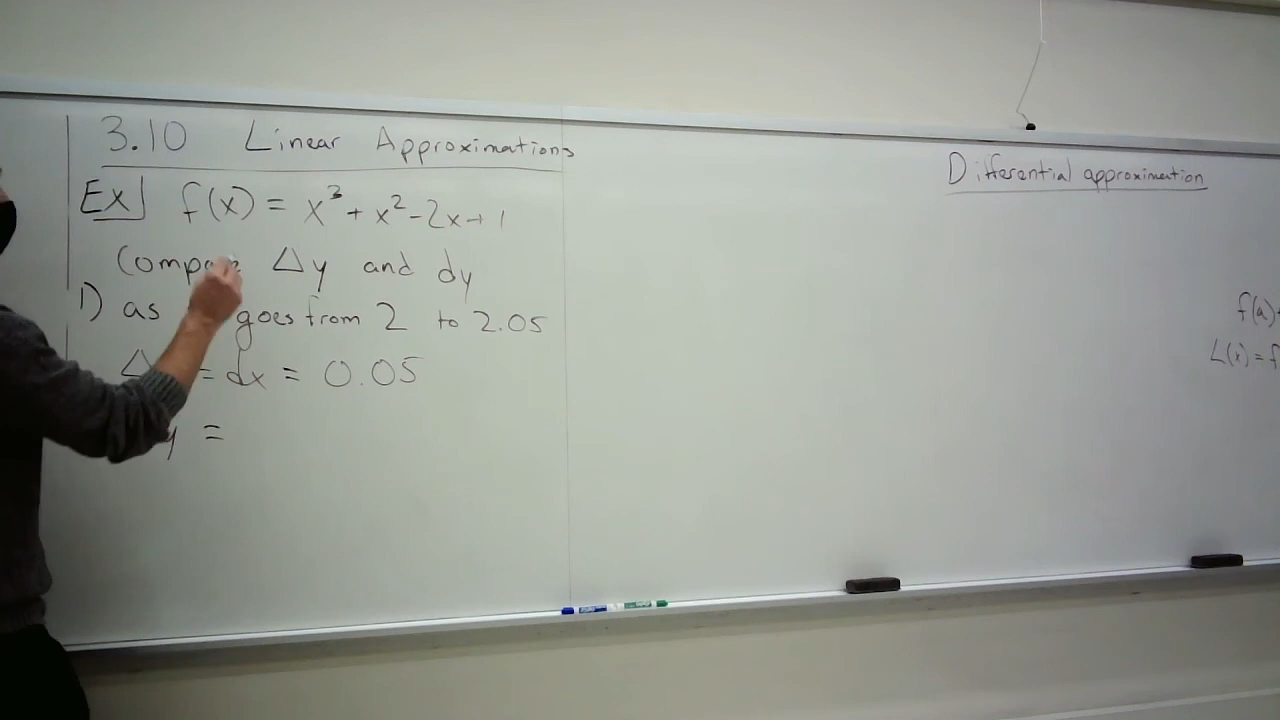 3.10 Linear Approximations
Ex] f(x) = x³ + x² - 2x + 1
Δy and dy
1) as goes from 2 to 2.05
Δ = dx = 0.05
y =
Differential approximation
f(a)
L(x) = f